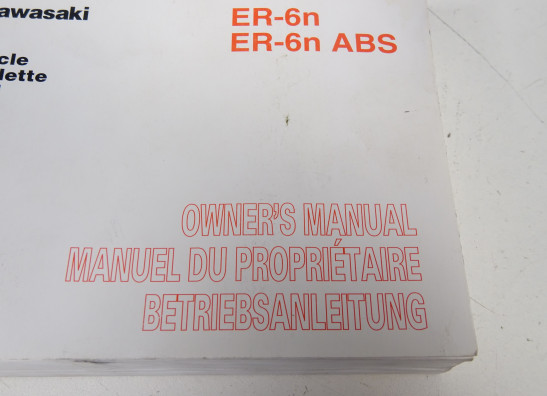 awasaki
ER-6n
ER-6n ABS
cle
lette
OWNER'S MANUAL
MANUEL DU PROPRIÉTAIRE
BETRIEBSANLEITUNG